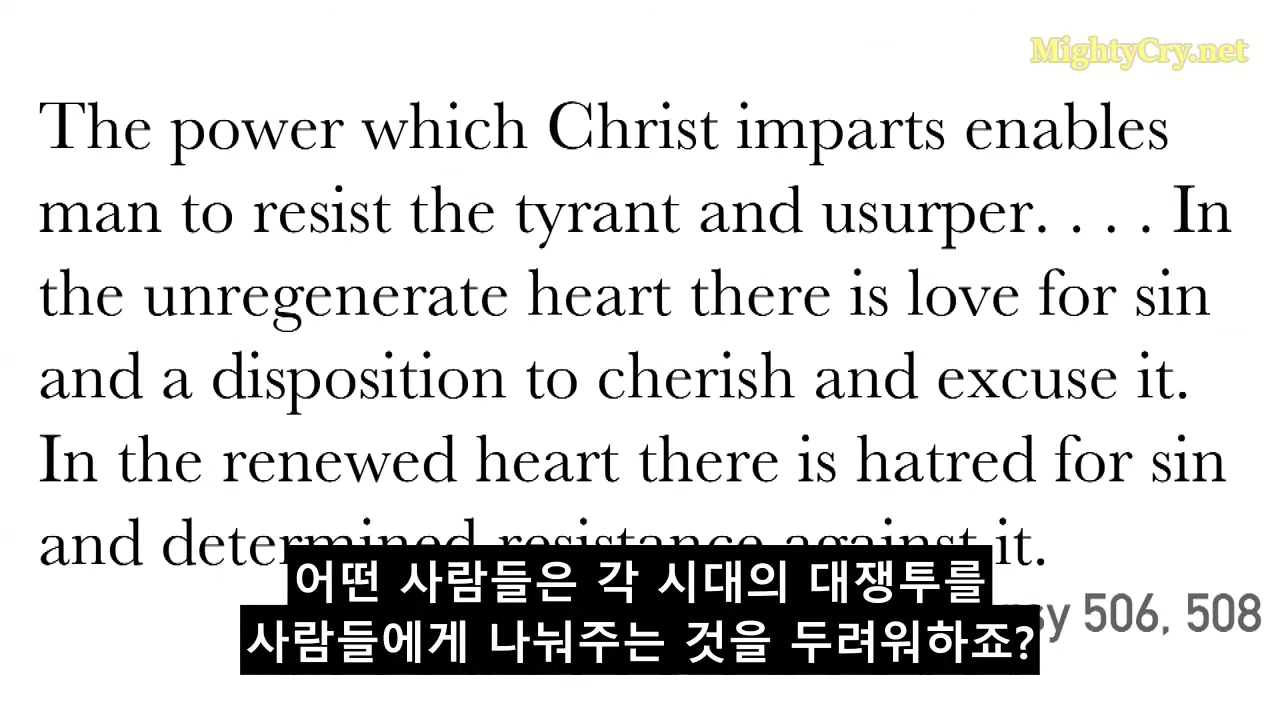 MightyCry.net
The power which Christ imparts enables
man to resist the tyrant and usurper. . . . In
the unregenerate heart there is love for sin
and a disposition to cherish and excuse it.
In the renewed heart there is hatred for sin
and determined resistance against it.
어떤 사람들은 각 시대의 대쟁투를
사람들에게 나눠주는 것을 두려워하죠?
506, 508